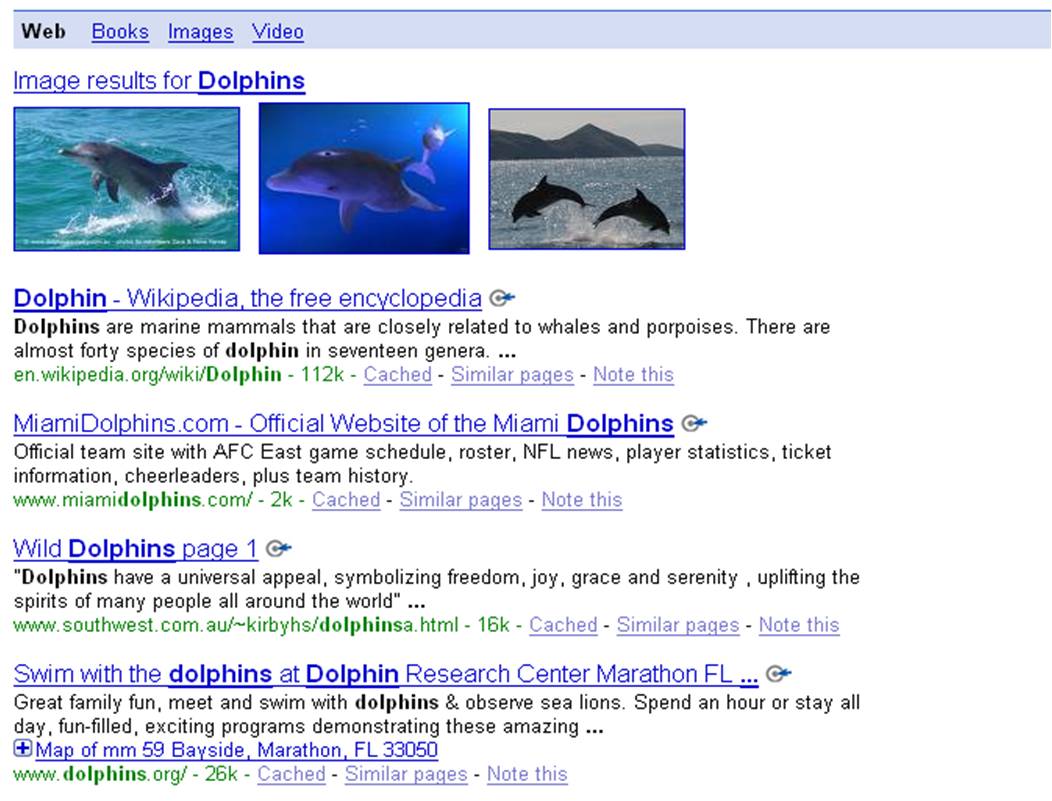 Web Books Images Video
Image results for Dolphins
Dolphin - Wikipedia, the free encyclopedia
Dolphins are marine mammals that are closely related to whales and porpoises. There are
almost forty species of dolphin in seventeen genera. ...
en.wikipedia.org/wiki/Dolphin - 112k - Cached - Similar pages - Note this
MiamiDolphins.com - Official Website of the Miami Dolphins
Official team site with AFC East game schedule, roster, NFL news, player statistics, ticket
information, cheerleaders, plus team history.
www.miamidolphins.com/ - 2k - Cached - Similar pages - Note this
Wild Dolphins page 1
"Dolphins have a universal appeal, symbolizing freedom, joy, grace and serenity , uplifting the
spirits of many people all around the world" ...
www.southwest.com.au/~kirbyhs/dolphinsa.html - 16k - Cached - Similar pages - Note this
Swim with the dolphins at Dolphin Research Center Marathon FL ...
Great family fun, meet and swim with dolphins & observe sea lions. Spend an hour or stay all
day, fun-filled, exciting programs demonstrating these amazing ...
Map of mm 59 Bayside, Marathon, FL 33050
www.dolphins.org/ - 26k - Cached - Similar pages - Note this